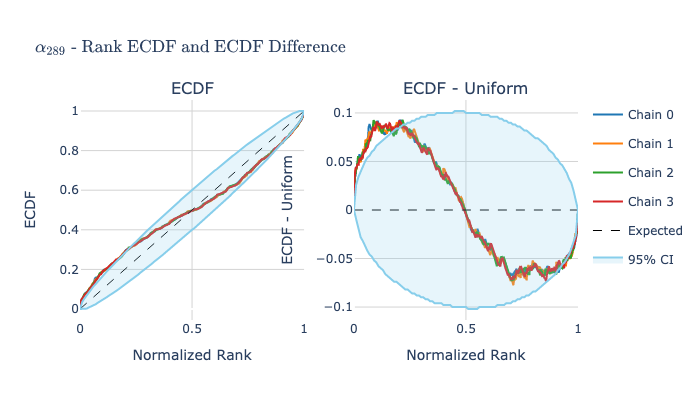 α₂₈₉ - Rank ECDF and ECDF Difference
ECDF
ECDF
1
0.8
0.6
0.4
0.2
0
0
0.5
1
Normalized Rank
ECDF - Uniform
ECDF - Uniform
0.1
0.05
0
−0.05
−0.1
0
0.5
1
Normalized Rank
Chain 0
Chain 1
Chain 2
Chain 3
Expected
95% CI